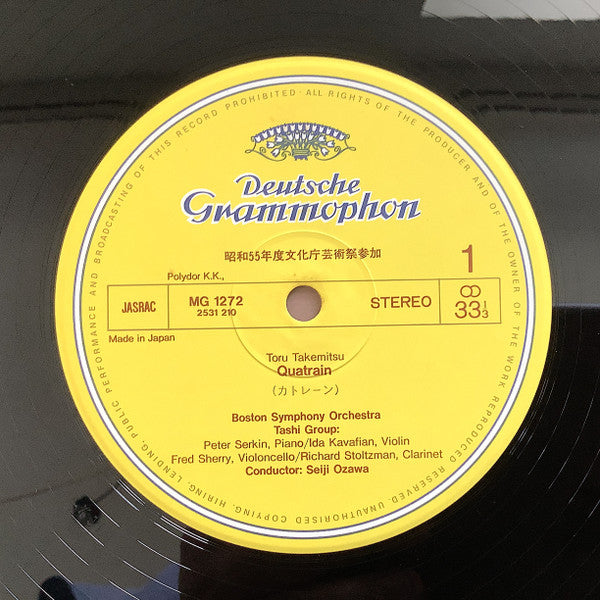 PUBLIC PERFORMANCE AND BROADCASTING OF THIS RECORD PROHIBITED · ALL RIGHTS OF THE PRODUCER AND OF THE OWNER OF THE WORK REPRODUCED RESERVED. UNAUTHORISED COPYING, HIRING, LENDING,
Deutsche
Grammophon
昭和55年度文化庁芸術祭参加
1
Polydor K.K.,
JASRAC
MG 1272
2531 210
STEREO
33 1/3
Made in Japan
Toru Takemitsu
Quatrain
(カトレーン)
Boston Symphony Orchestra
Tashi Group:
Peter Serkin, Piano/Ida Kavafian, Violin
Fred Sherry, Violoncello/Richard Stoltzman, Clarinet
Conductor: Seiji Ozawa